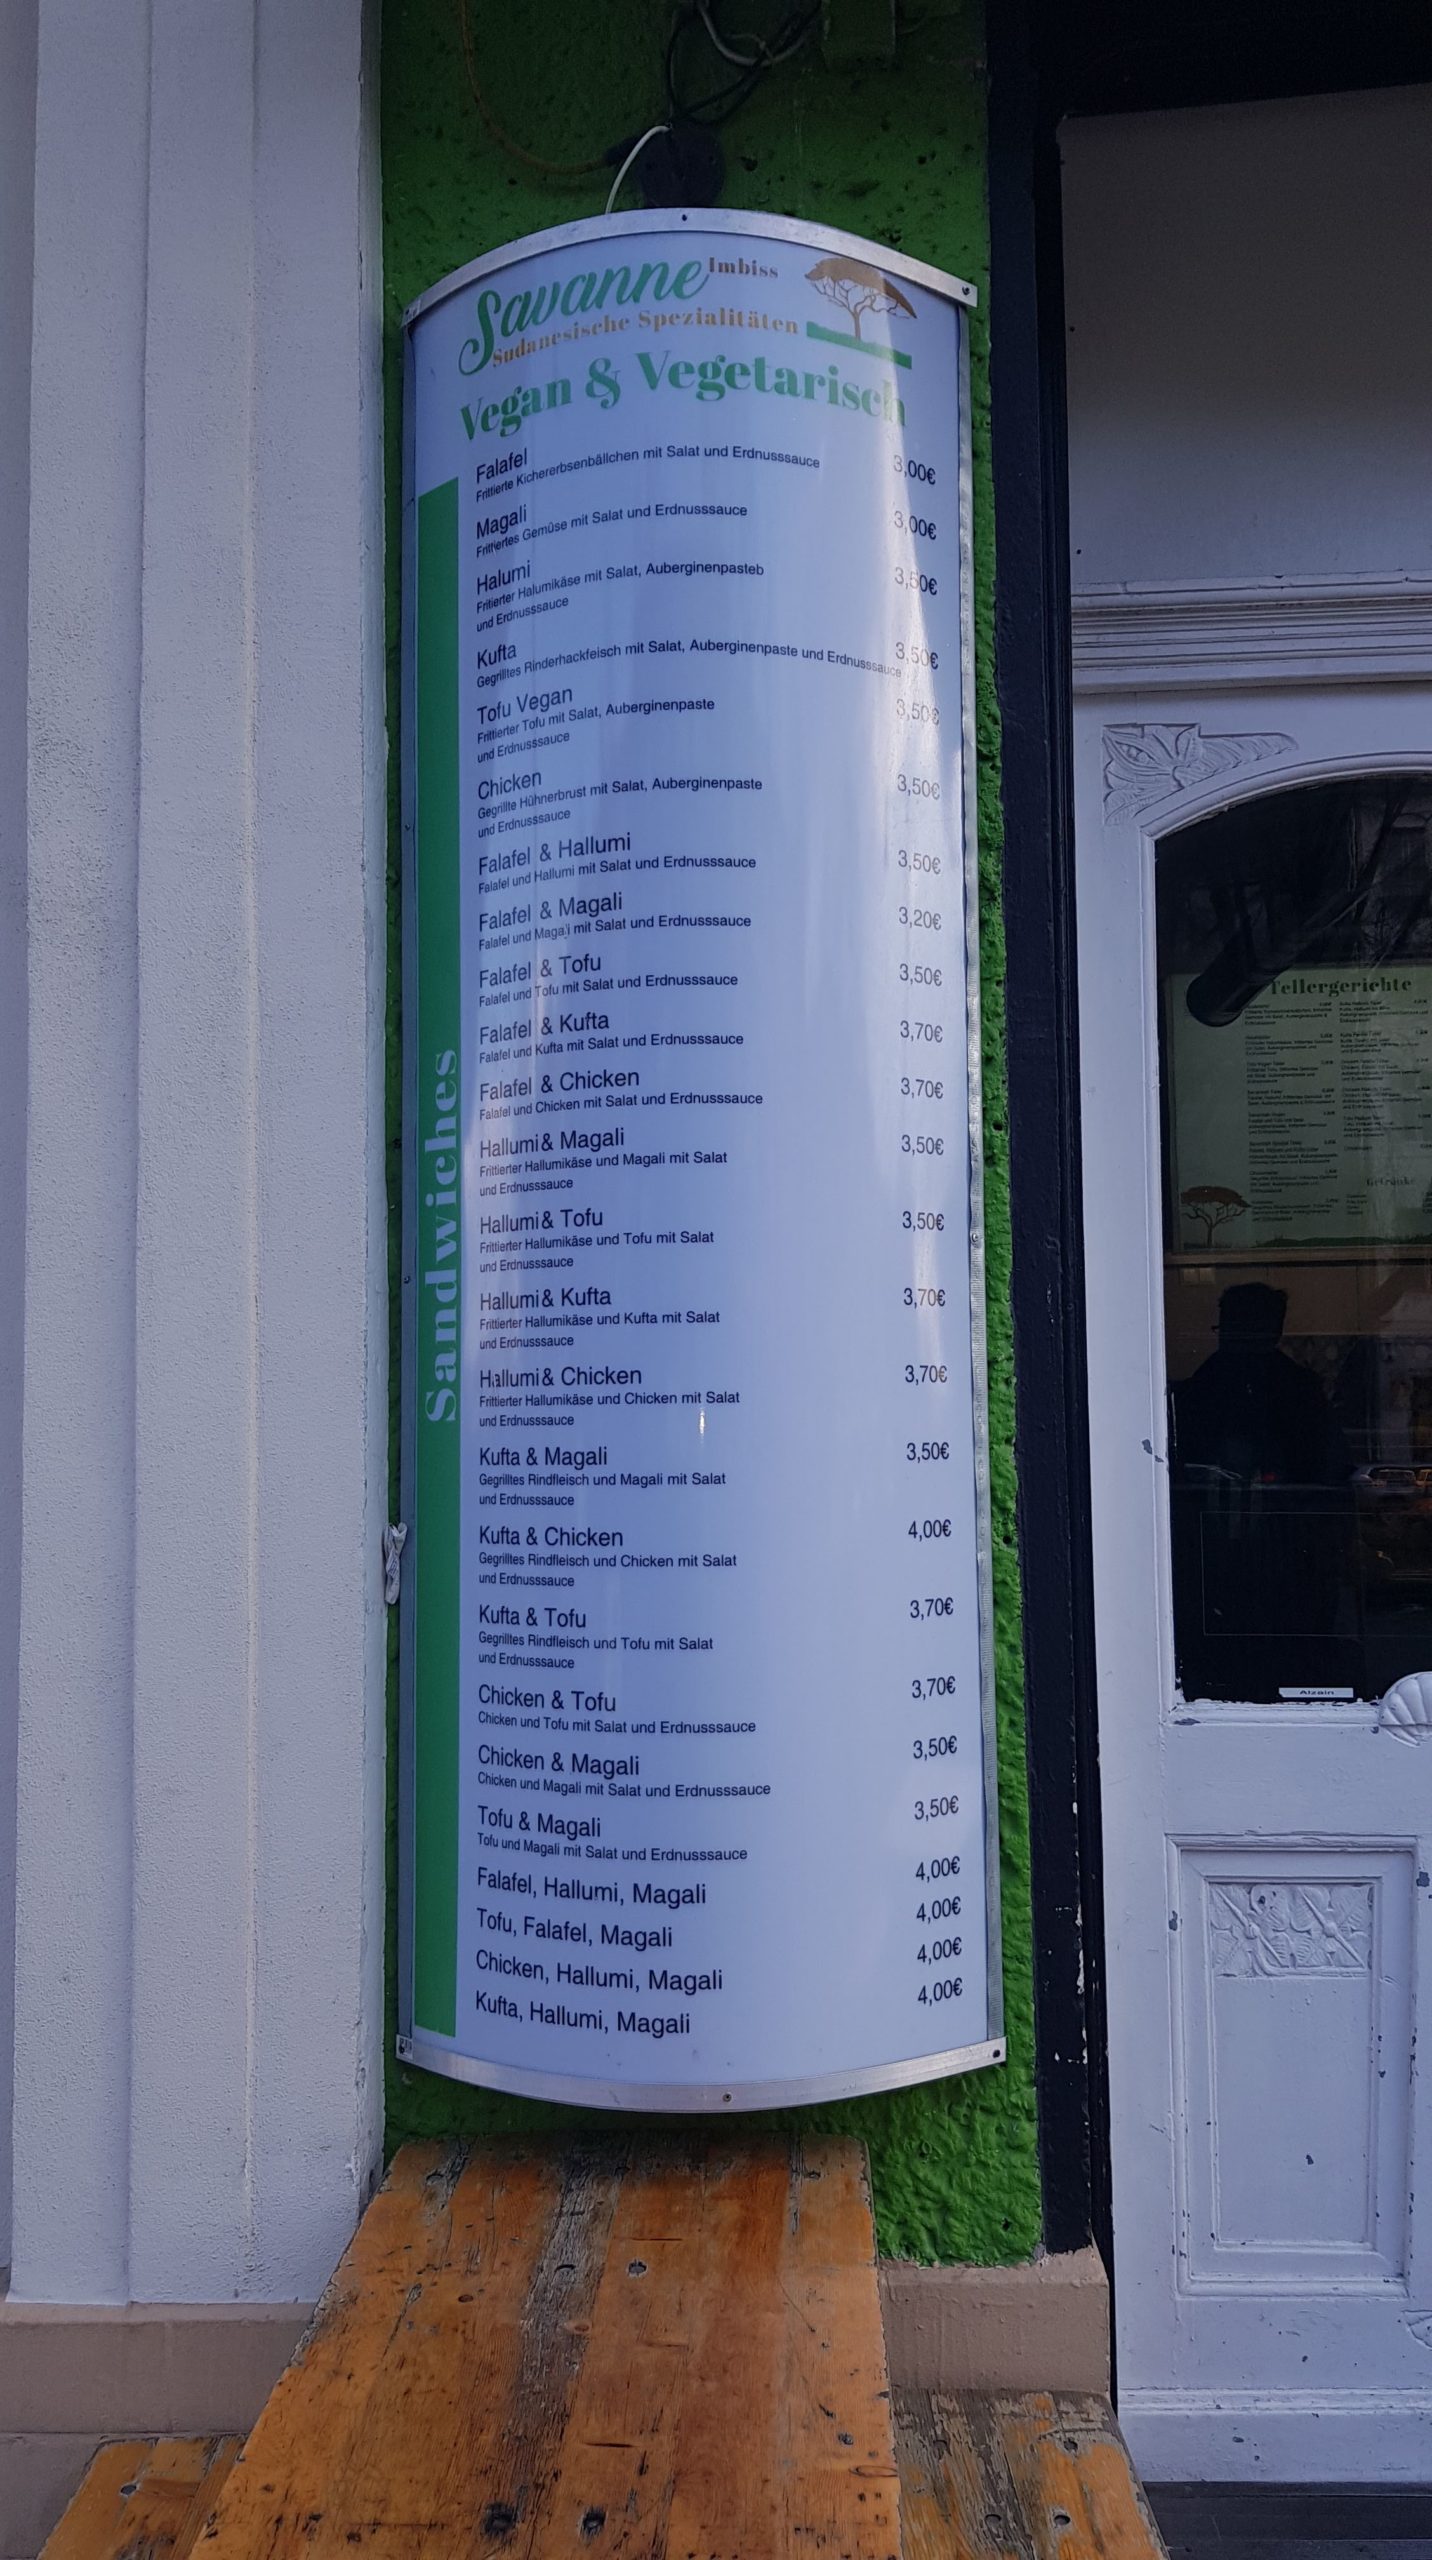 Savanne Imbiss
Sudanesische Spezialitäten
Vegan & Vegetarisch
Sandwiches
Falafel 3,00€
Frittierte Kichererbsenbällchen mit Salat und Erdnusssauce
Magali 3,00€
Frittiertes Gemüse mit Salat und Erdnusssauce
Halumi 3,50€
Fritierter Halumikäse mit Salat, Auberginenpasteb
und Erdnusssauce
Kufta 3,50€
Gegrilltes Rinderhackfeisch mit Salat, Auberginenpaste und Erdnusssauce
Tofu Vegan 3,50€
Frittierter Tofu mit Salat, Auberginenpaste
und Erdnusssauce
Chicken 3,50€
Gegrillte Hühnerbrust mit Salat, Auberginenpaste
und Erdnusssauce
Falafel & Hallumi 3,50€
Falafel und Hallumi mit Salat und Erdnusssauce
Falafel & Magali 3,20€
Falafel und Magali mit Salat und Erdnusssauce
Falafel & Tofu 3,50€
Falafel und Tofu mit Salat und Erdnusssauce
Falafel & Kufta 3,70€
Falafel und Kufta mit Salat und Erdnusssauce
Falafel & Chicken 3,70€
Falafel und Chicken mit Salat und Erdnusssauce
Hallumi & Magali 3,50€
Frittierter Hallumikäse und Magali mit Salat
und Erdnusssauce
Hallumi & Tofu 3,50€
Frittierter Hallumikäse und Tofu mit Salat
und Erdnusssauce
Hallumi & Kufta 3,70€
Frittierter Hallumikäse und Kufta mit Salat
und Erdnusssauce
Hallumi & Chicken 3,70€
Frittierter Hallumikäse und Chicken mit Salat
und Erdnusssauce
Kufta & Magali 3,50€
Gegrilltes Rindfleisch und Magali mit Salat
und Erdnusssauce
Kufta & Chicken 4,00€
Gegrilltes Rindfleisch und Chicken mit Salat
und Erdnusssauce
Kufta & Tofu 3,70€
Gegrilltes Rindfleisch und Tofu mit Salat
und Erdnusssauce
Chicken & Tofu 3,70€
Chicken und Tofu mit Salat und Erdnusssauce
Chicken & Magali 3,50€
Chicken und Magali mit Salat und Erdnusssauce
Tofu & Magali 3,50€
Tofu und Magali mit Salat und Erdnusssauce
Falafel, Hallumi, Magali 4,00€
Tofu, Falafel, Magali 4,00€
Chicken, Hallumi, Magali 4,00€
Kufta, Hallumi, Magali 4,00€
Tellergerichte
Getränke
Alzain